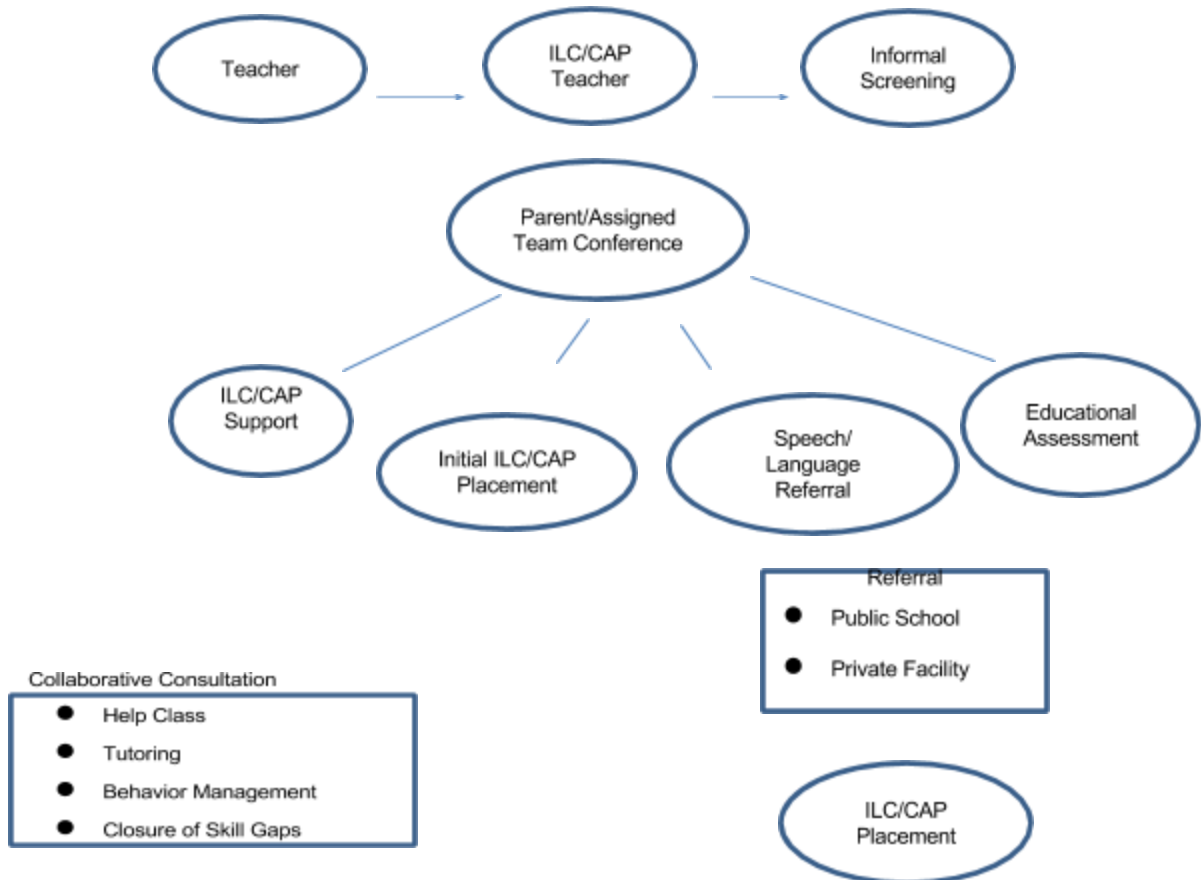 Teacher
ILC/CAP
Teacher
Informal
Screening
Parent/Assigned
Team Conference
ILC/CAP
Support
Initial ILC/CAP
Placement
Speech/
Language
Referral
Educational
Assessment
Referral
● Public School
● Private Facility
Collaborative Consultation
● Help Class
● Tutoring
● Behavior Management
● Closure of Skill Gaps
ILC/CAP
Placement